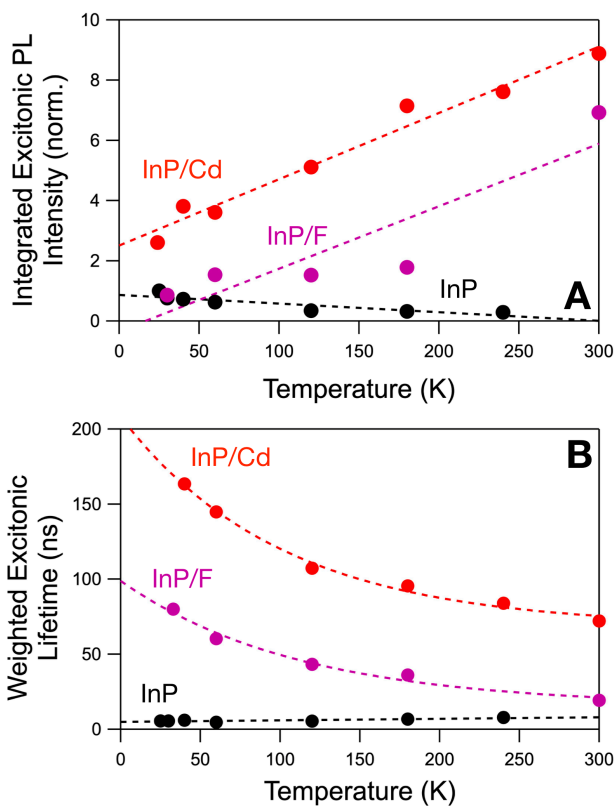 10
8
6
4
2
0
Integrated Excitonic PL
Intensity (norm.)
InP/Cd
InP/F
InP
A
0
50
100
150
200
250
300
Temperature (K)
200
150
100
50
0
Weighted Excitonic
Lifetime (ns)
InP/Cd
B
InP/F
InP
0
50
100
150
200
250
300
Temperature (K)